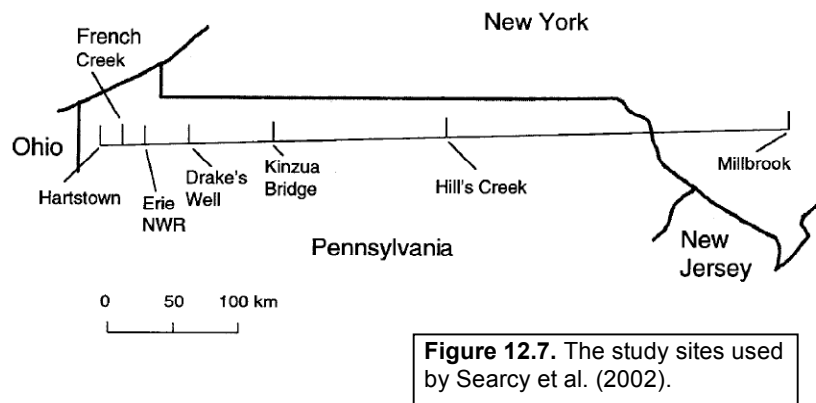 New York
French
Creek
Ohio
Hartstown
Erie
NWR
Drake's
Well
Kinzua
Bridge
Hill's Creek
Millbrook
Pennsylvania
New
Jersey
0 50 100 km
Figure 12.7. The study sites used
by Searcy et al. (2002).